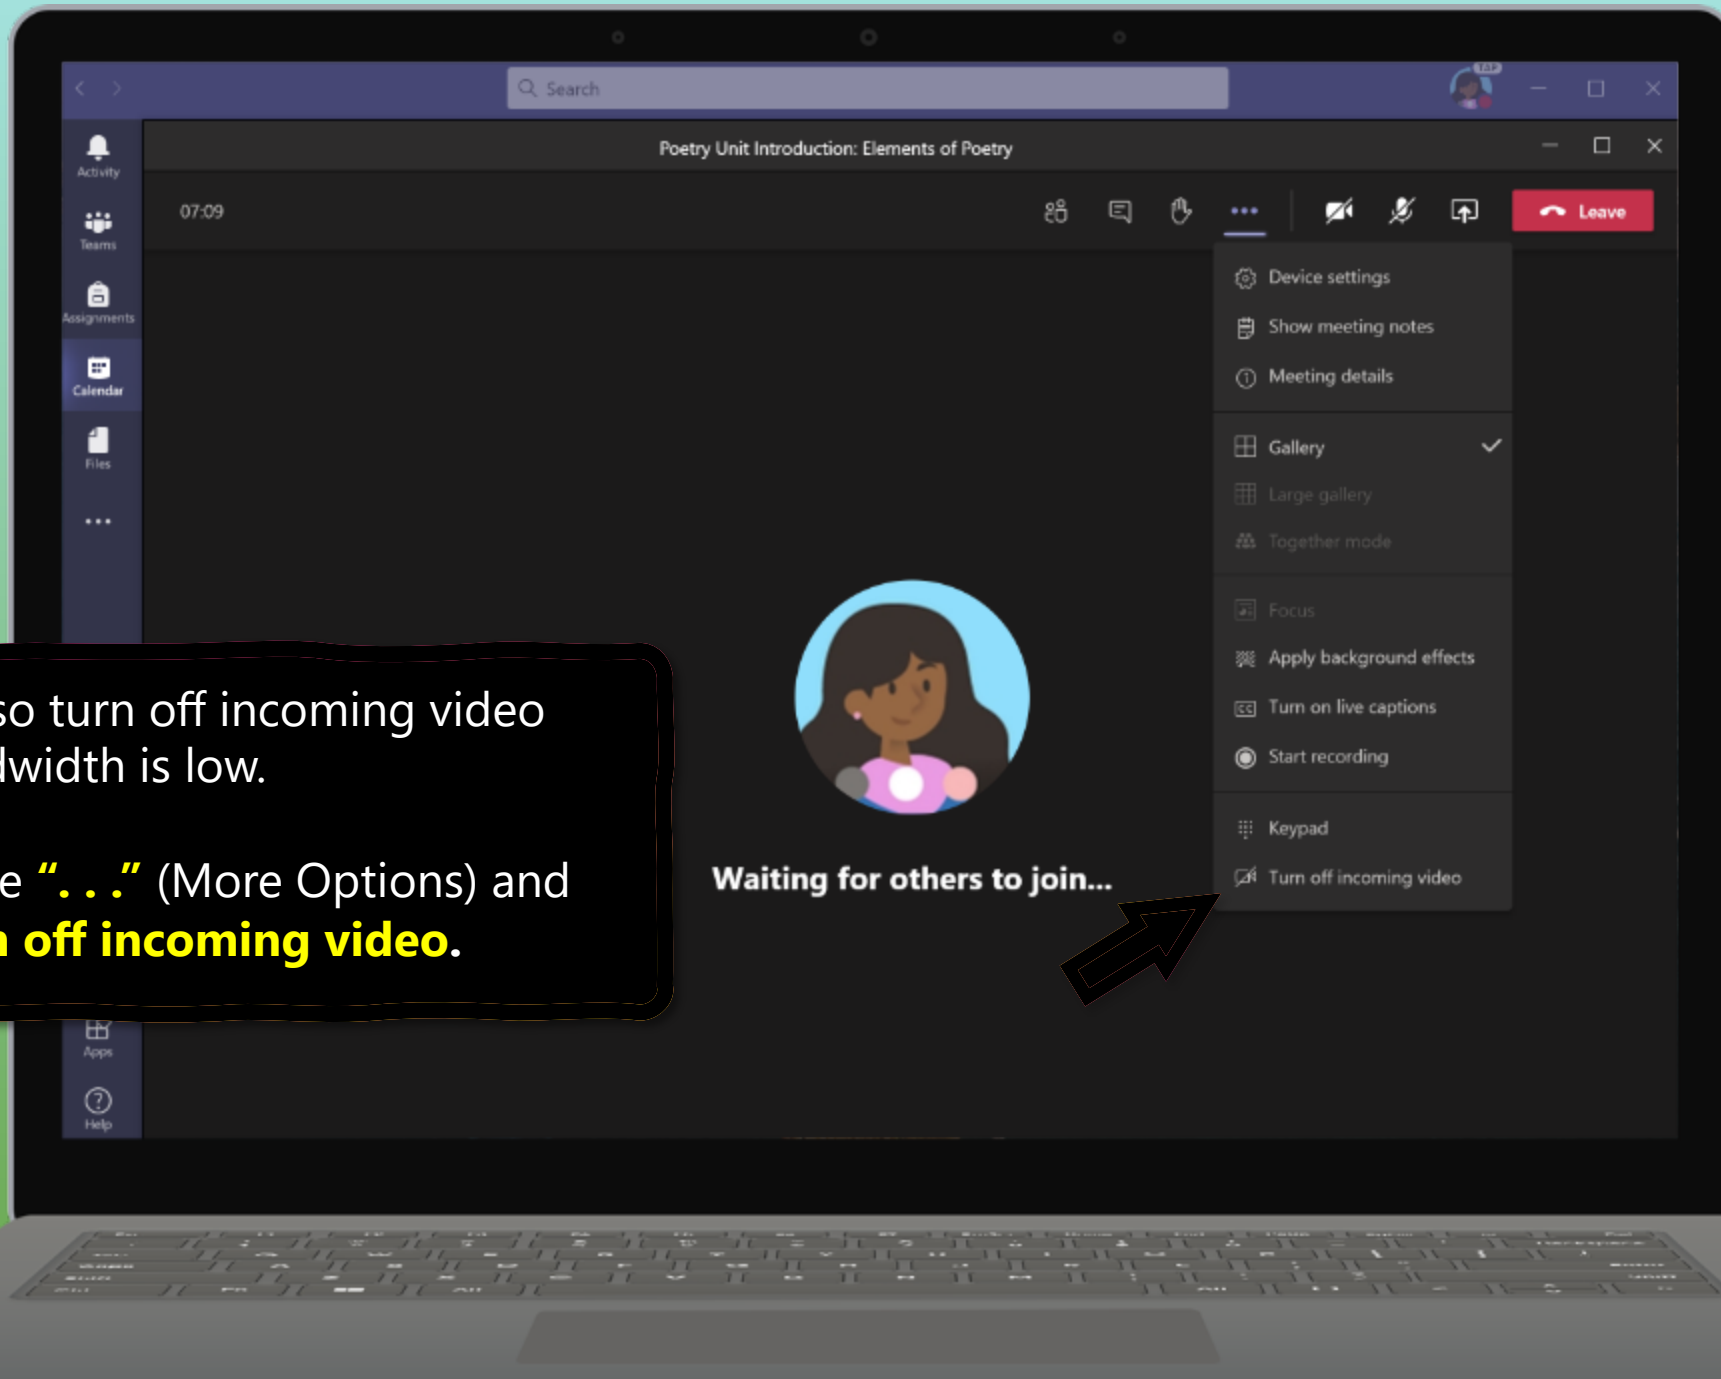 Search
TAP
Poetry Unit Introduction: Elements of Poetry
Activity
07:09
Leave
Teams
Device settings
Assignments
Show meeting notes
Calendar
Meeting details
Files
Gallery
Large gallery
Together mode
Focus
Apply background effects
Turn on live captions
Start recording
Keypad
Turn off incoming video
so turn off incoming video
width is low.
e “. . .” (More Options) and
off incoming video.
Waiting for others to join...
Apps
Help